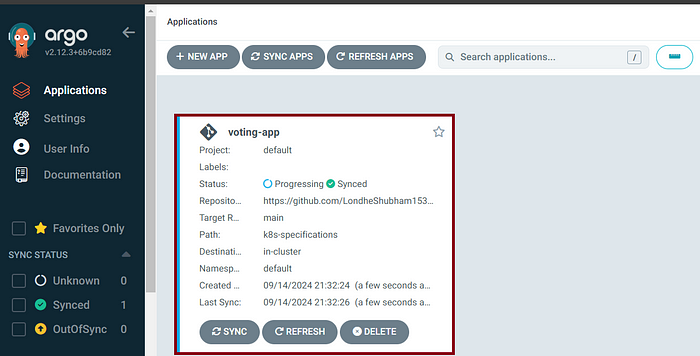 argo
v2.12.3+6b9cd82
Applications
Settings
User Info
Documentation
Favorites Only
SYNC STATUS
Unknown 0
Synced 1
OutOfSync 0
Applications
+ NEW APP
SYNC APPS
REFRESH APPS
Search applications...
/
voting-app
Project: default
Labels:
Status: Progressing Synced
Reposito... https://github.com/LondheShubham153...
Target R... main
Path: k8s-specifications
Destinati... in-cluster
Namesp... default
Created ... 09/14/2024 21:32:24 (a few seconds a...
Last Sync: 09/14/2024 21:32:26 (a few seconds a...
SYNC
REFRESH
DELETE